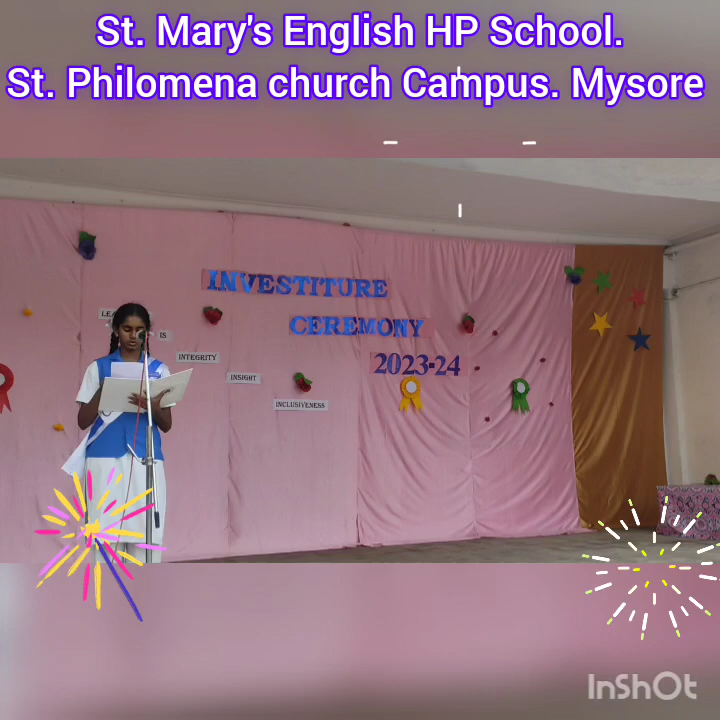 St. Mary's English HP School.
St. Philomena church Campus. Mysore
INVESTITURE
CEREMONY
2023-24
IS
INTEGRITY
INSIGHT
INCLUSIVENESS
InShOt